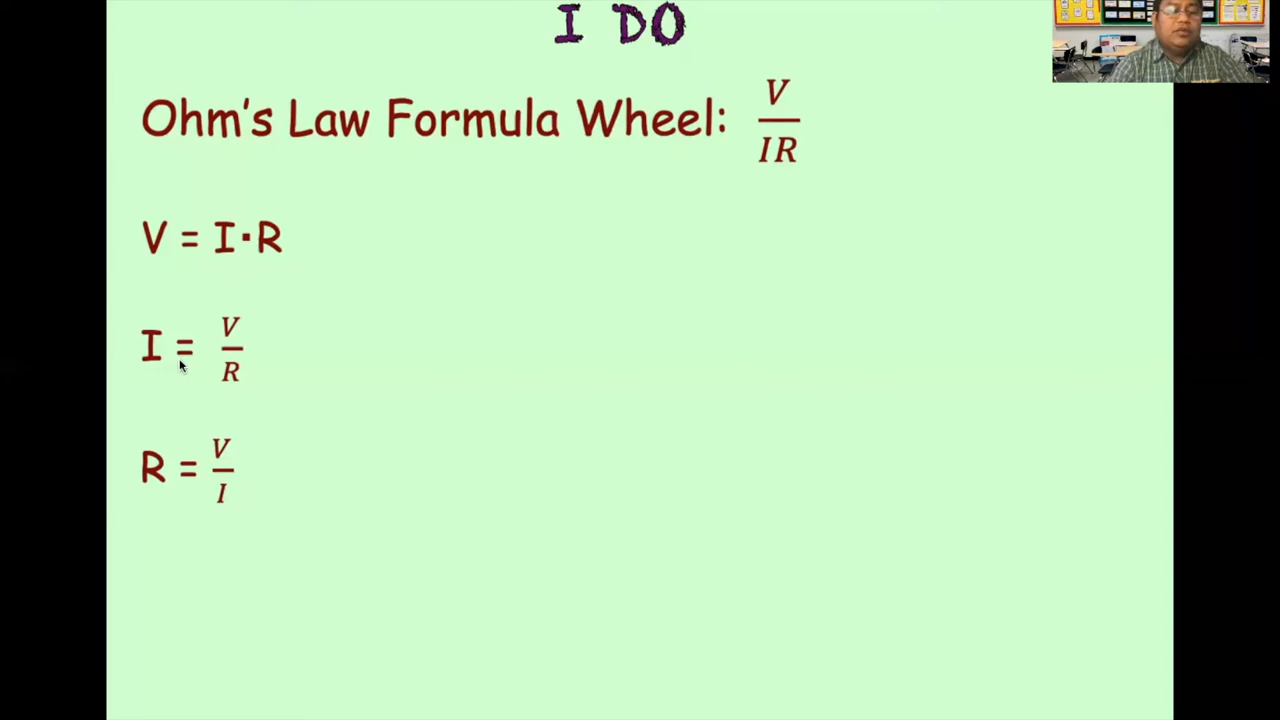 I DO
Ohm's Law Formula Wheel: V/IR
V = I·R
I = V/R
R = V/I